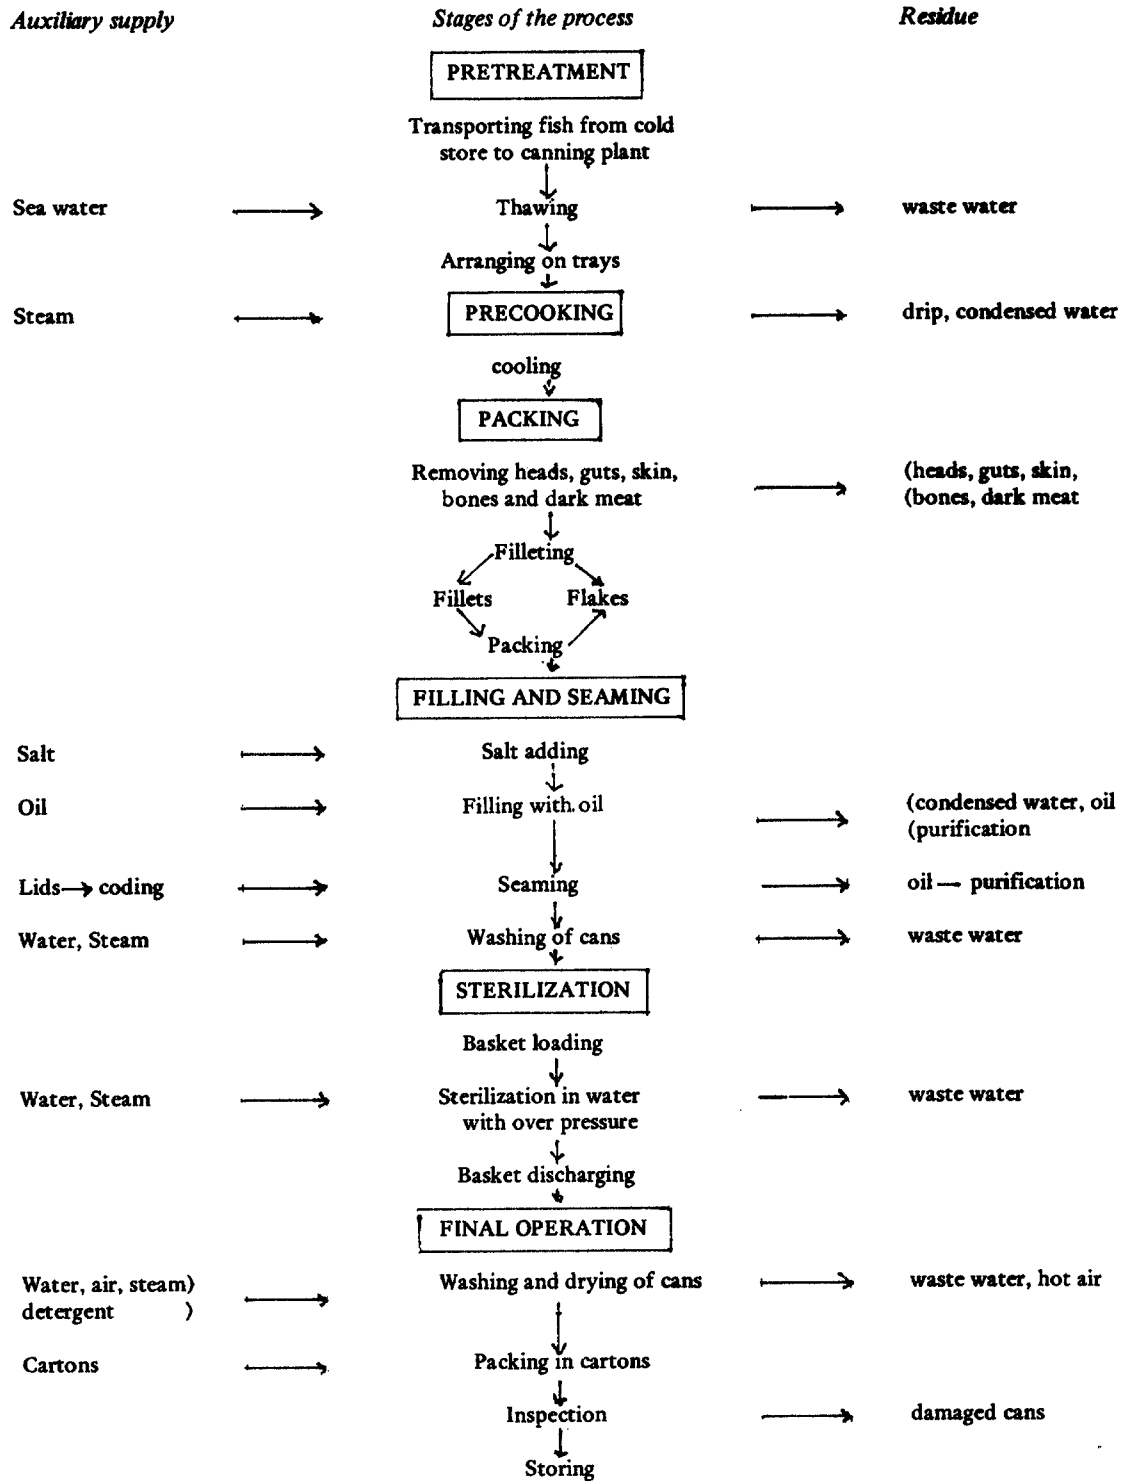 Auxiliary supply Stages of the process Residue
PRETREATMENT
Transporting fish from cold
store to canning plant
Sea water Thawing waste water
Arranging on trays
Steam PRECOOKING drip, condensed water
cooling
PACKING
Removing heads, guts, skin, (heads, guts, skin,
bones and dark meat (bones, dark meat
Filleting
Fillets Flakes
Packing
FILLING AND SEAMING
Salt Salt adding
Oil Filling with oil (condensed water, oil
(purification
Lids→ coding Seaming oil — purification
Water, Steam Washing of cans waste water
STERILIZATION
Basket loading
Water, Steam Sterilization in water waste water
with over pressure
Basket discharging
FINAL OPERATION
Water, air, steam) Washing and drying of cans waste water, hot air
detergent )
Cartons Packing in cartons
Inspection damaged cans
Storing